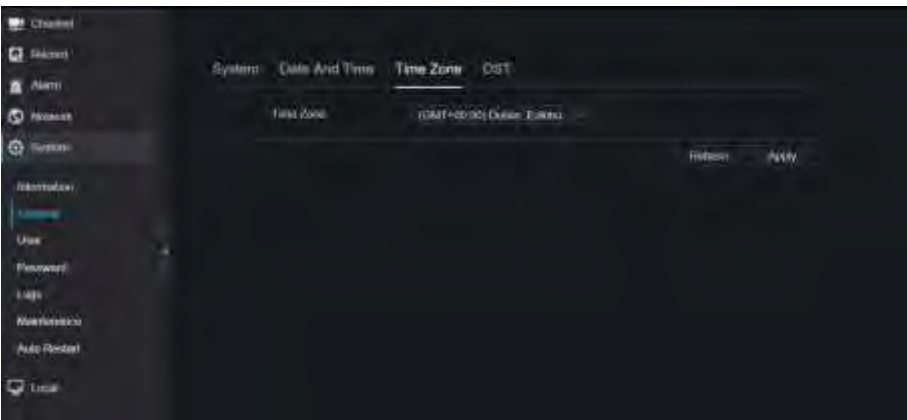 Channel
Record
Alarm
Network
System
Information
General
User
Password
Logs
Maintenance
Auto Restart
Local
System Date And Time Time Zone DST
Time Zone (GMT+00:00) Dublin, Edinbu
Refresh Apply